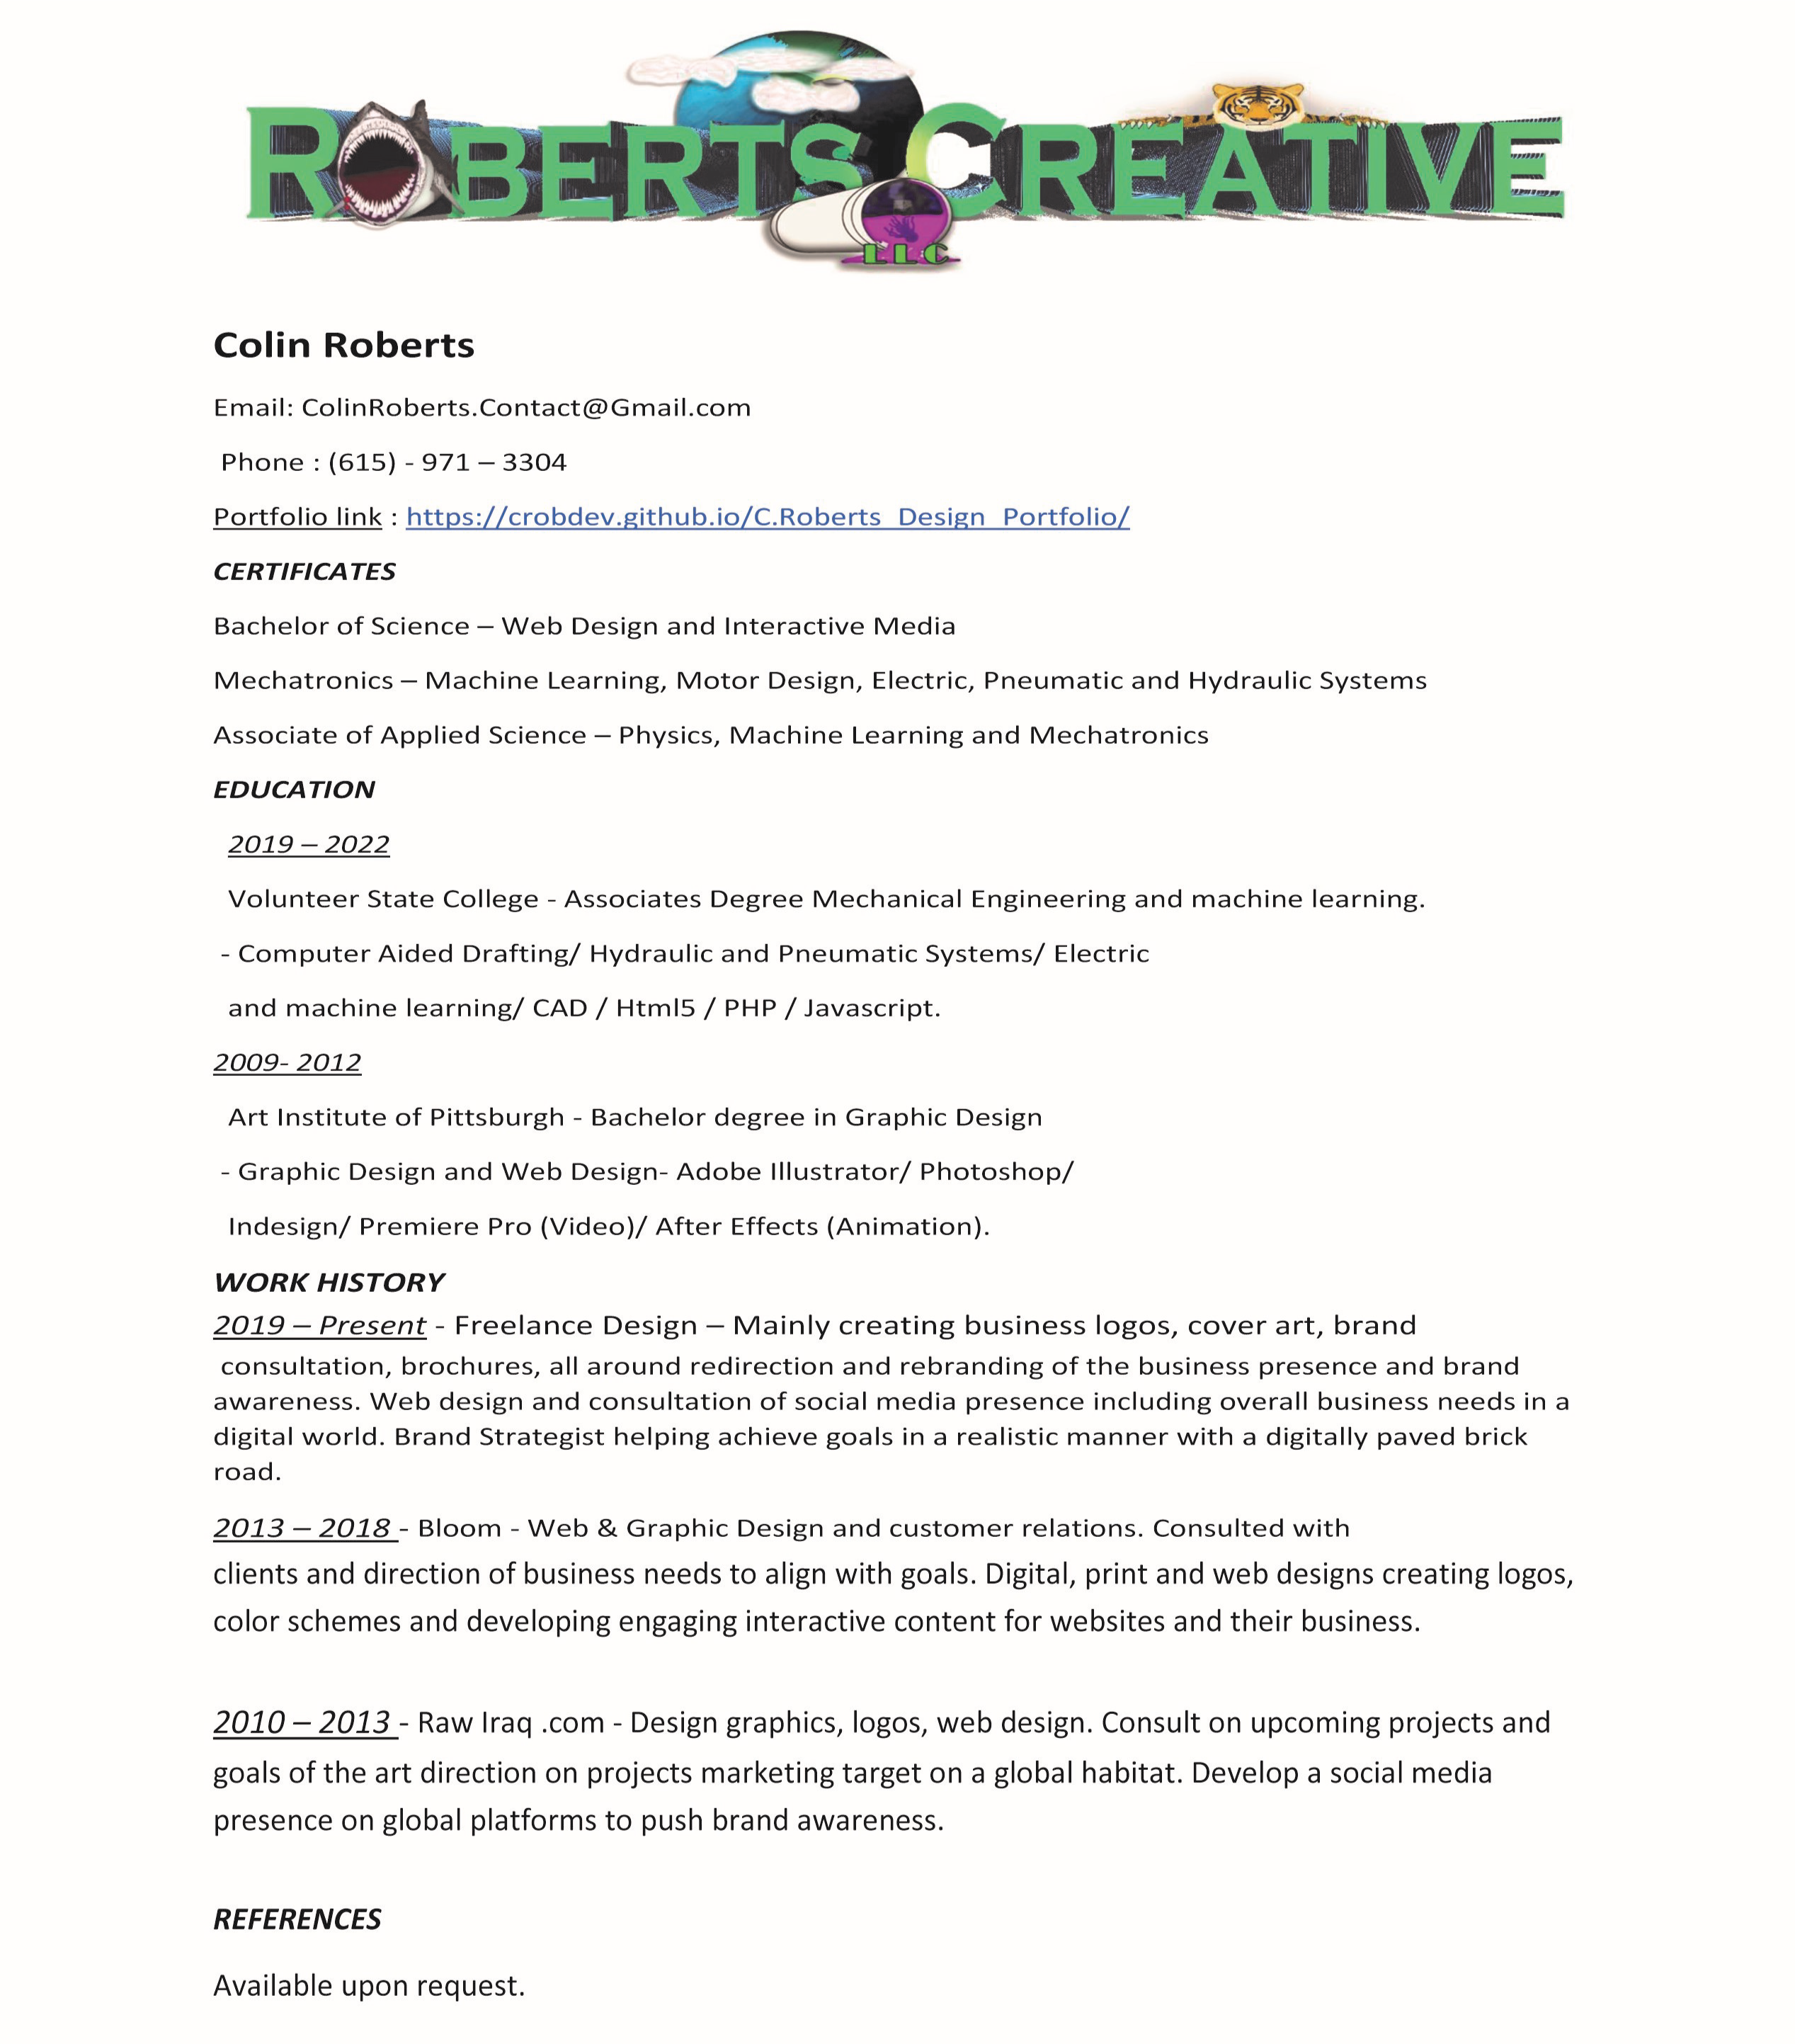 ROBERTS CREATIVE
LLC
Colin Roberts
Email: ColinRoberts.Contact@Gmail.com
Phone : (615) - 971 – 3304
Portfolio link : https://crobdev.github.io/C.Roberts_Design_Portfolio/
CERTIFICATES
Bachelor of Science – Web Design and Interactive Media
Mechatronics – Machine Learning, Motor Design, Electric, Pneumatic and Hydraulic Systems
Associate of Applied Science – Physics, Machine Learning and Mechatronics
EDUCATION
2019 – 2022
Volunteer State College - Associates Degree Mechanical Engineering and machine learning.
- Computer Aided Drafting/ Hydraulic and Pneumatic Systems/ Electric
and machine learning/ CAD / Html5 / PHP / Javascript.
2009- 2012
Art Institute of Pittsburgh - Bachelor degree in Graphic Design
- Graphic Design and Web Design- Adobe Illustrator/ Photoshop/
Indesign/ Premiere Pro (Video)/ After Effects (Animation).
WORK HISTORY
2019 – Present - Freelance Design – Mainly creating business logos, cover art, brand
consultation, brochures, all around redirection and rebranding of the business presence and brand
awareness. Web design and consultation of social media presence including overall business needs in a
digital world. Brand Strategist helping achieve goals in a realistic manner with a digitally paved brick
road.
2013 – 2018 - Bloom - Web & Graphic Design and customer relations. Consulted with
clients and direction of business needs to align with goals. Digital, print and web designs creating logos,
color schemes and developing engaging interactive content for websites and their business.
2010 – 2013 - Raw Iraq .com - Design graphics, logos, web design. Consult on upcoming projects and
goals of the art direction on projects marketing target on a global habitat. Develop a social media
presence on global platforms to push brand awareness.
REFERENCES
Available upon request.